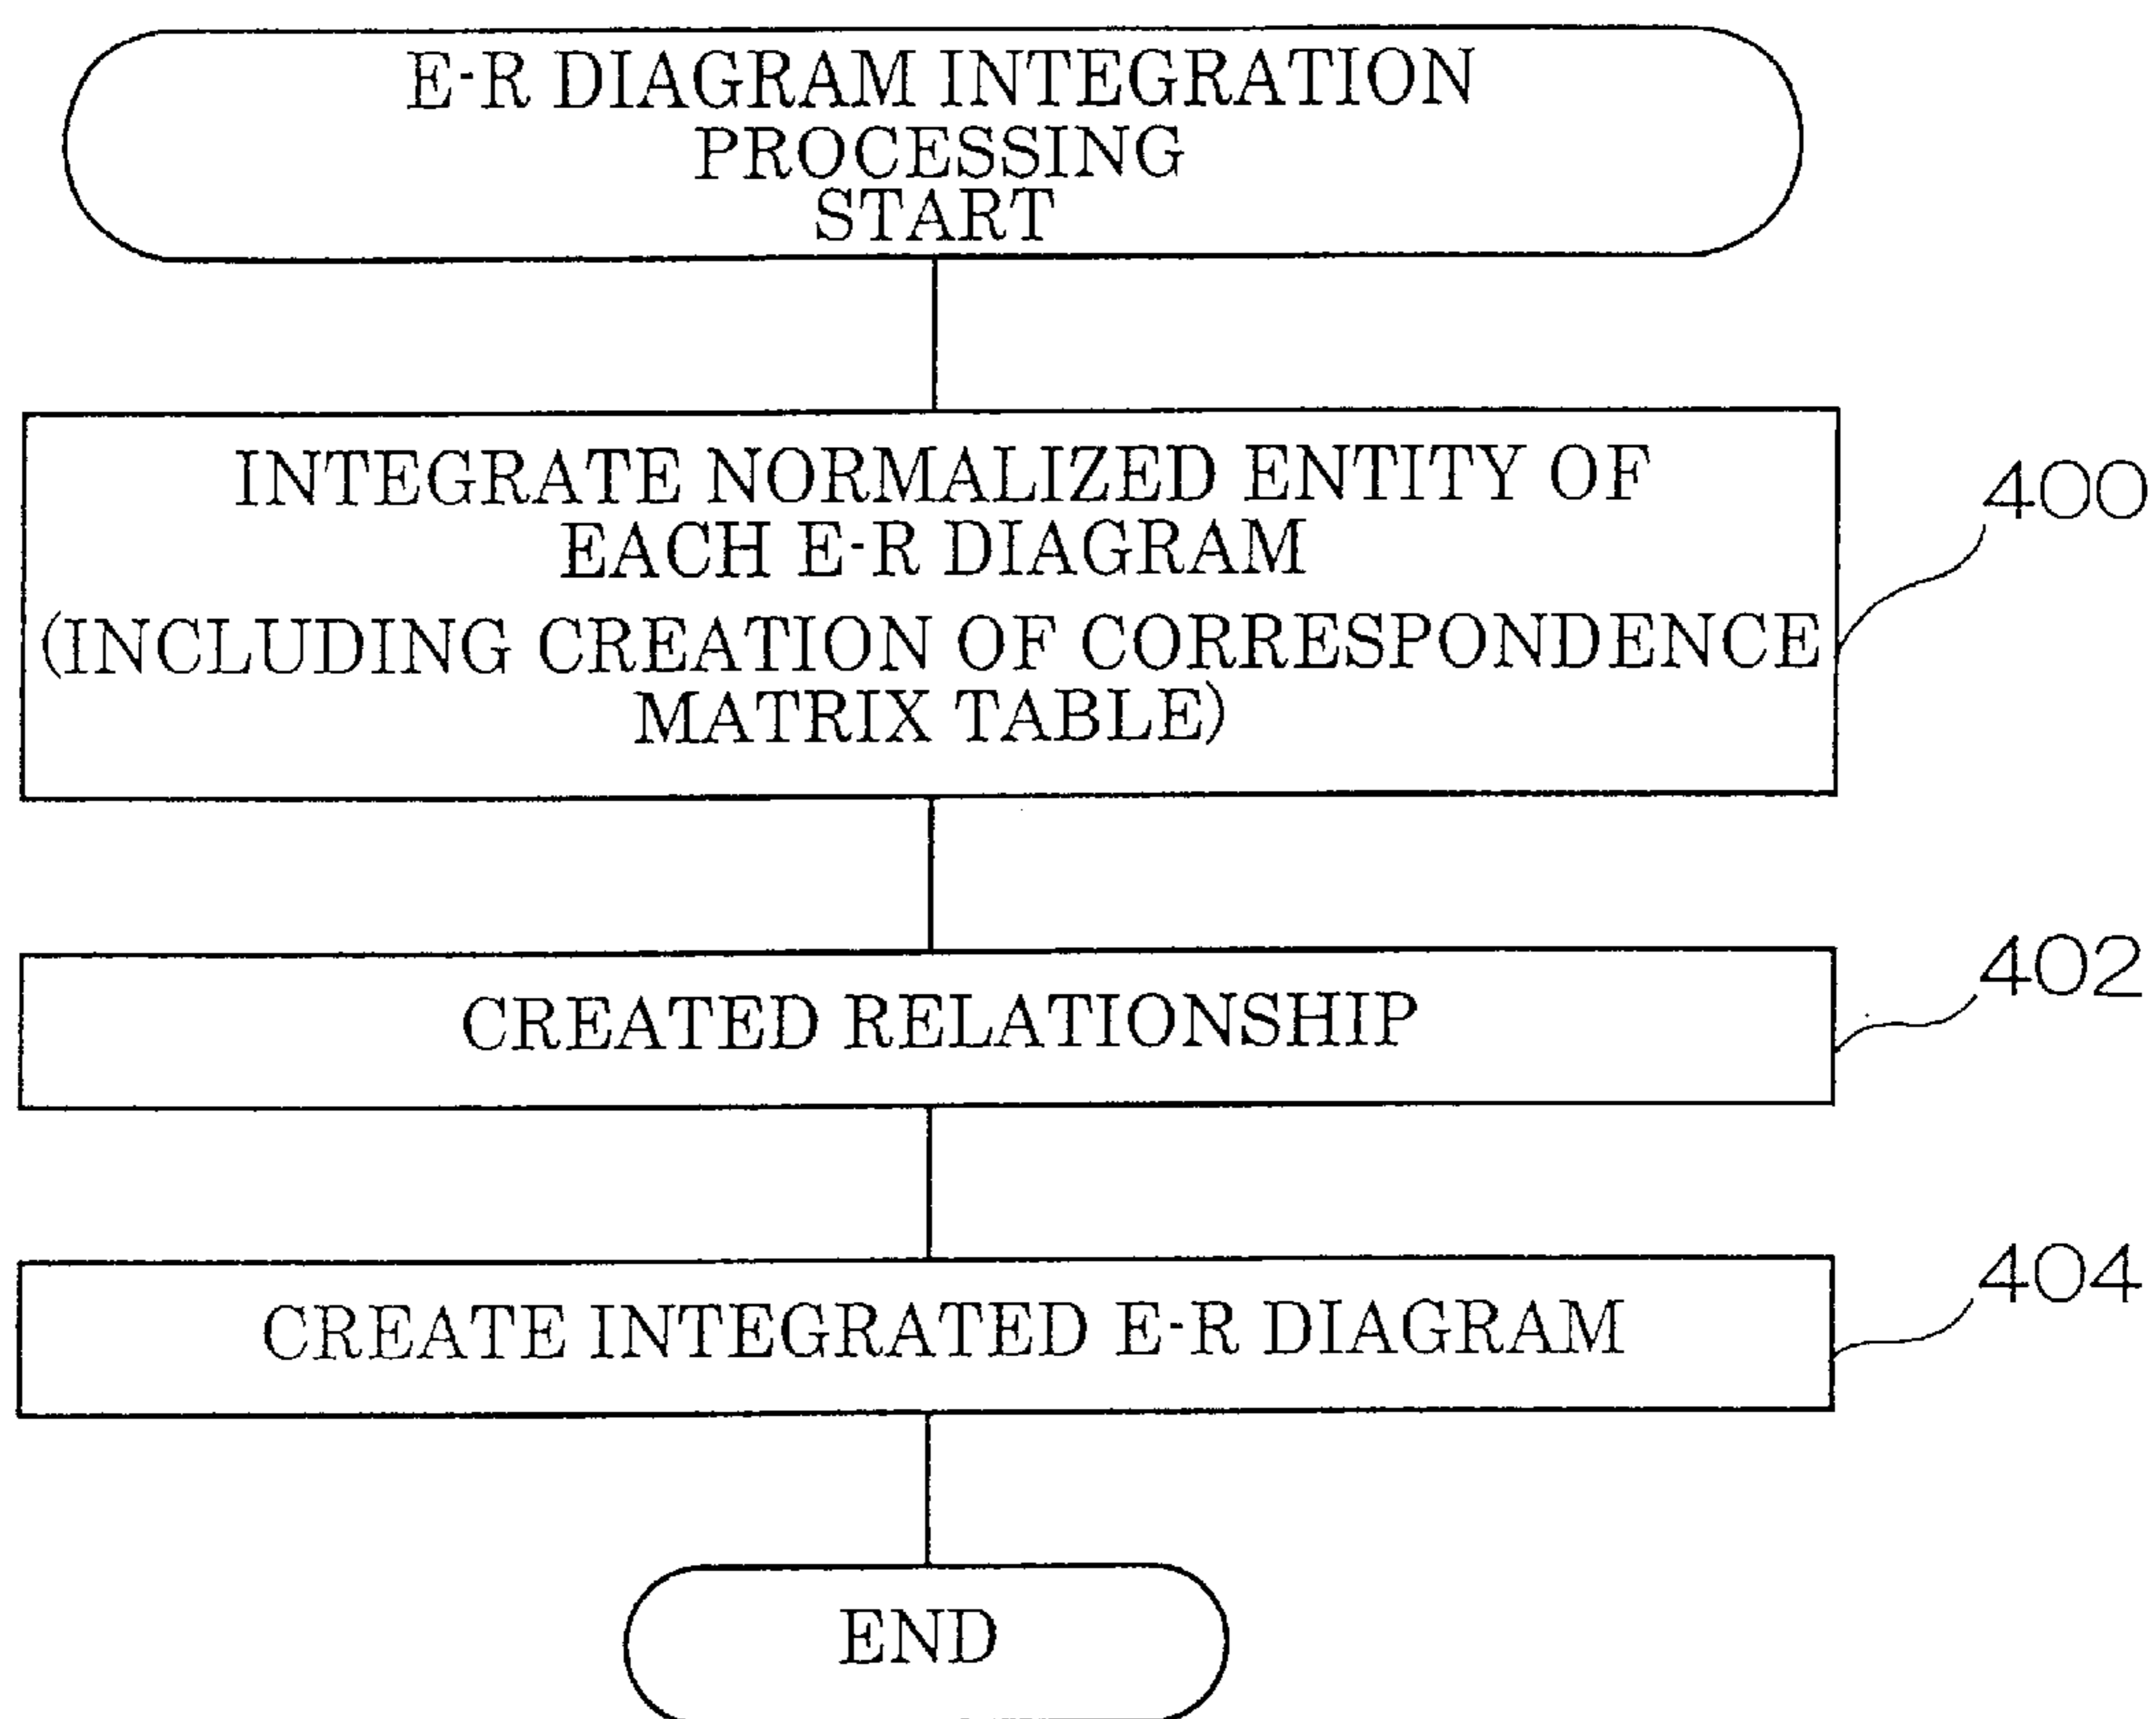 E-R DIAGRAM INTEGRATION
PROCESSING
START
INTEGRATE NORMALIZED ENTITY OF
EACH E-R DIAGRAM
(INCLUDING CREATION OF CORRESPONDENCE
MATRIX TABLE)
400
CREATED RELATIONSHIP
402
CREATE INTEGRATED E-R DIAGRAM
404
END